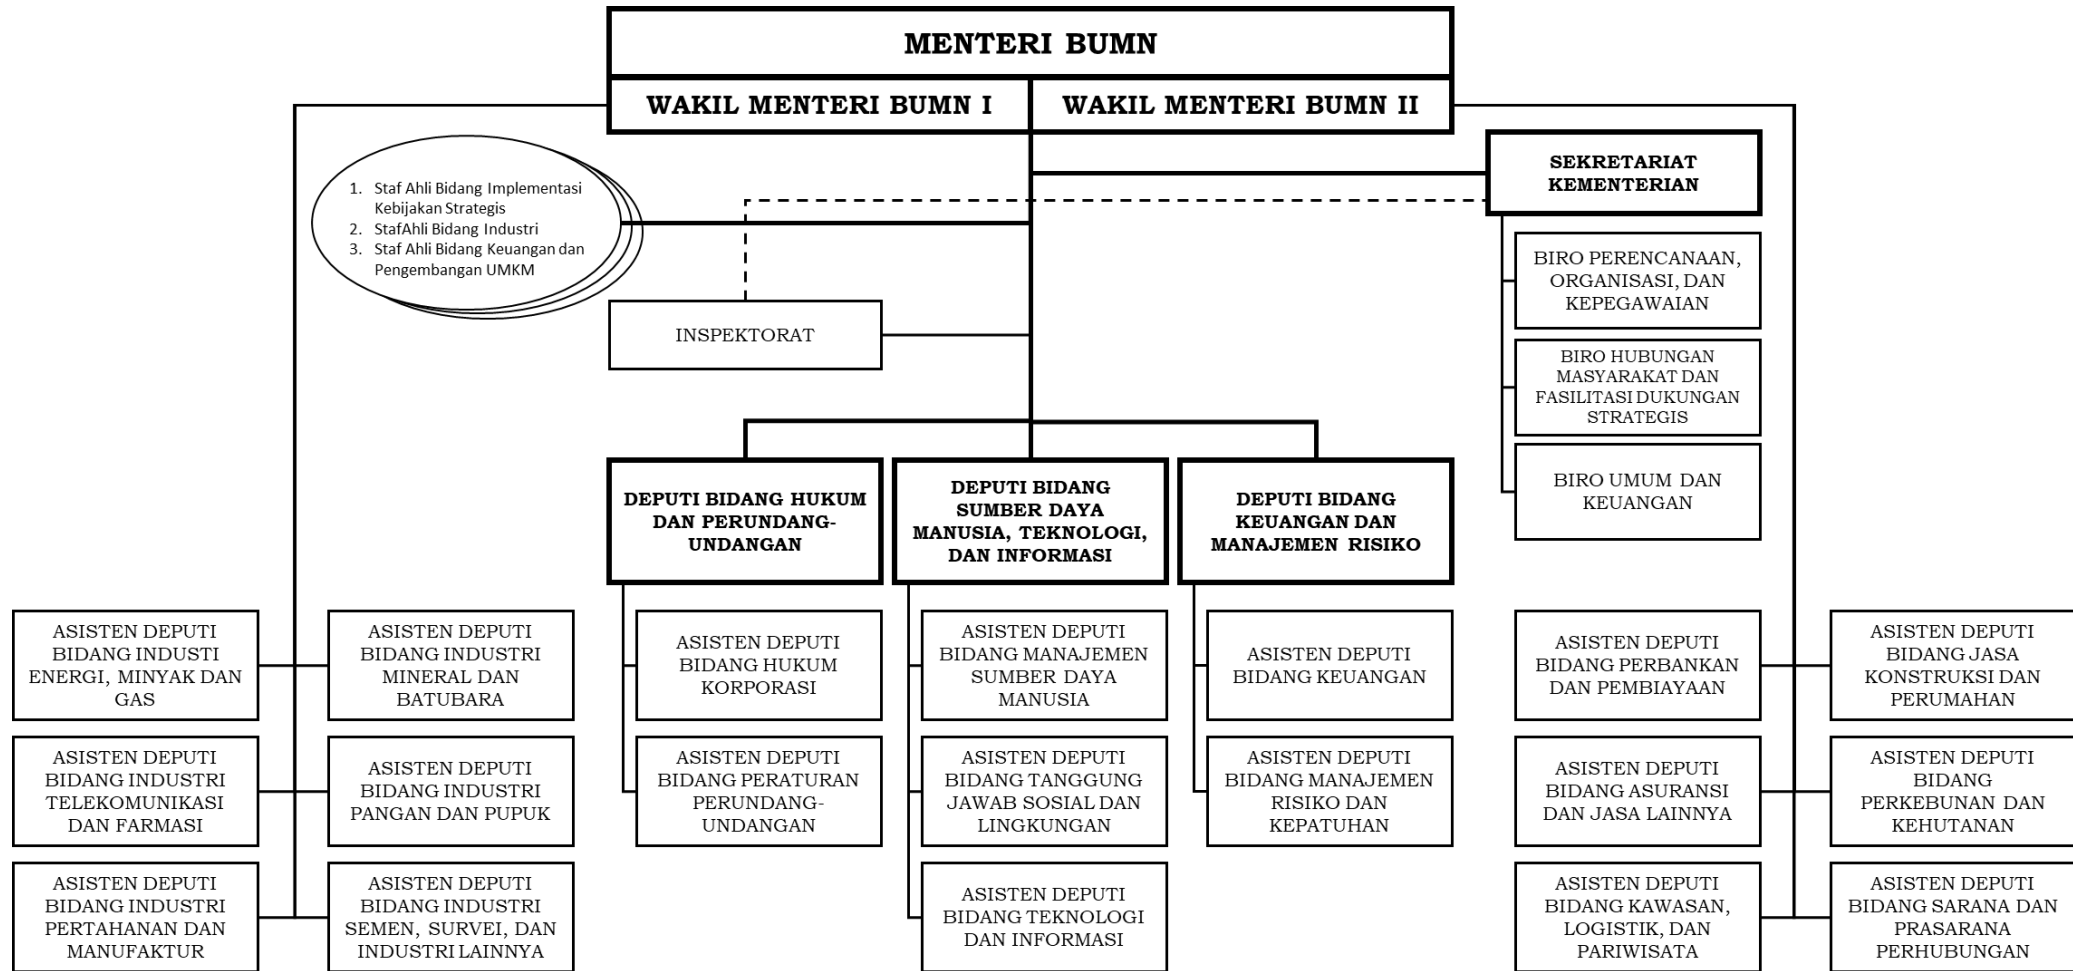 MENTERI BUMN
WAKIL MENTERI BUMN I
WAKIL MENTERI BUMN II
1. Staf Ahli Bidang Implementasi
Kebijakan Strategis
2. StafAhli Bidang Industri
3. Staf Ahli Bidang Keuangan dan
Pengembangan UMKM
SEKRETARIAT
KEMENTERIAN
BIRO PERENCANAAN,
ORGANISASI, DAN
KEPEGAWAIAN
BIRO HUBUNGAN
MASYARAKAT DAN
FASILITASI DUKUNGAN
STRATEGIS
BIRO UMUM DAN
KEUANGAN
INSPEKTORAT
DEPUTI BIDANG HUKUM
DAN PERUNDANG-
UNDANGAN
DEPUTI BIDANG
SUMBER DAYA
MANUSIA, TEKNOLOGI,
DAN INFORMASI
DEPUTI BIDANG
KEUANGAN DAN
MANAJEMEN RISIKO
ASISTEN DEPUTI
BIDANG INDUSTI
ENERGI, MINYAK DAN
GAS
ASISTEN DEPUTI
BIDANG INDUSTRI
MINERAL DAN
BATUBARA
ASISTEN DEPUTI
BIDANG HUKUM
KORPORASI
ASISTEN DEPUTI
BIDANG MANAJEMEN
SUMBER DAYA
MANUSIA
ASISTEN DEPUTI
BIDANG KEUANGAN
ASISTEN DEPUTI
BIDANG PERBANKAN
DAN PEMBIAYAAN
ASISTEN DEPUTI
BIDANG JASA
KONSTRUKSI DAN
PERUMAHAN
ASISTEN DEPUTI
BIDANG INDUSTRI
TELEKOMUNIKASI
DAN FARMASI
ASISTEN DEPUTI
BIDANG INDUSTRI
PANGAN DAN PUPUK
ASISTEN DEPUTI
BIDANG PERATURAN
PERUNDANG-
UNDANGAN
ASISTEN DEPUTI
BIDANG TANGGUNG
JAWAB SOSIAL DAN
LINGKUNGAN
ASISTEN DEPUTI
BIDANG MANAJEMEN
RISIKO DAN
KEPATUHAN
ASISTEN DEPUTI
BIDANG ASURANSI
DAN JASA LAINNYA
ASISTEN DEPUTI
BIDANG
PERKEBUNAN DAN
KEHUTANAN
ASISTEN DEPUTI
BIDANG INDUSTRI
PERTAHANAN DAN
MANUFAKTUR
ASISTEN DEPUTI
BIDANG INDUSTRI
SEMEN, SURVEI, DAN
INDUSTRI LAINNYA
ASISTEN DEPUTI
BIDANG TEKNOLOGI
DAN INFORMASI
ASISTEN DEPUTI
BIDANG KAWASAN,
LOGISTIK, DAN
PARIWISATA
ASISTEN DEPUTI
BIDANG SARANA DAN
PRASARANA
PERHUBUNGAN